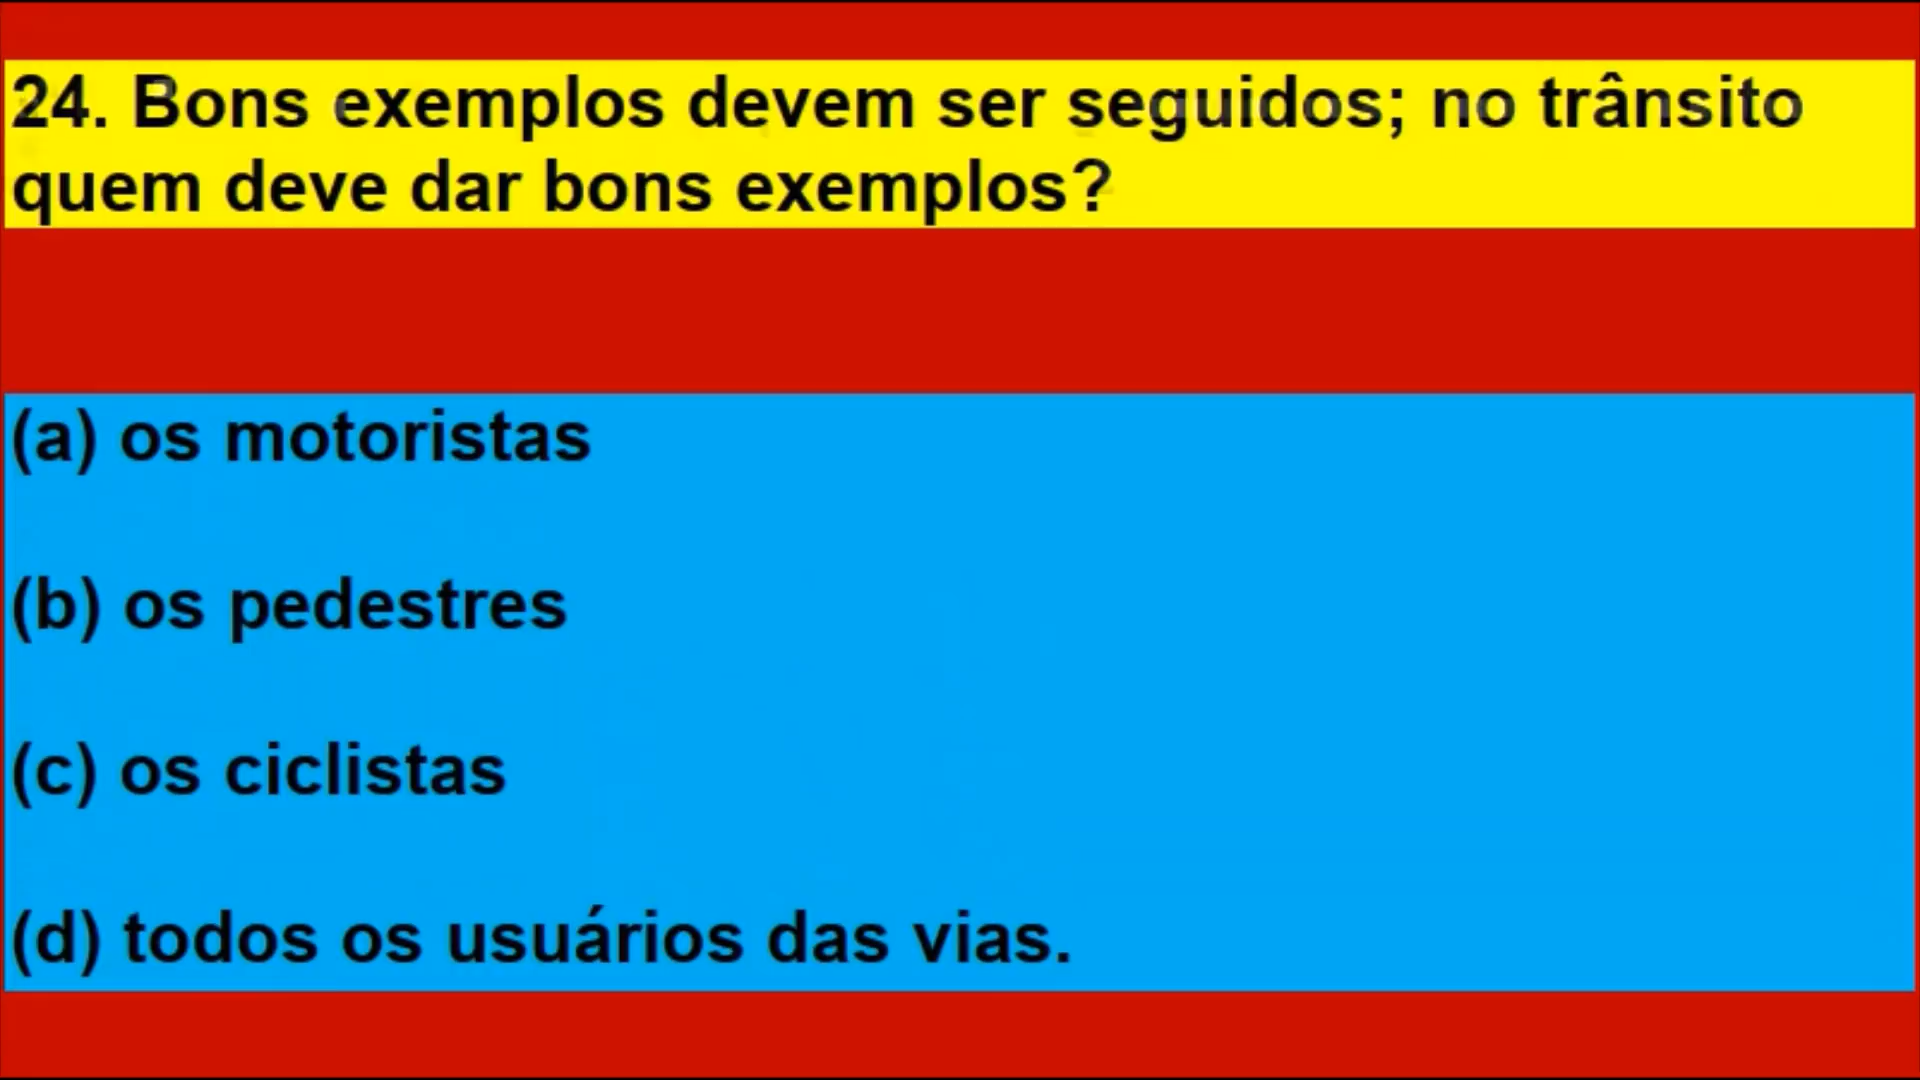 24. Bons exemplos devem ser seguidos; no trânsito
quem deve dar bons exemplos?
(a) os motoristas
(b) os pedestres
(c) os ciclistas
(d) todos os usuários das vias.